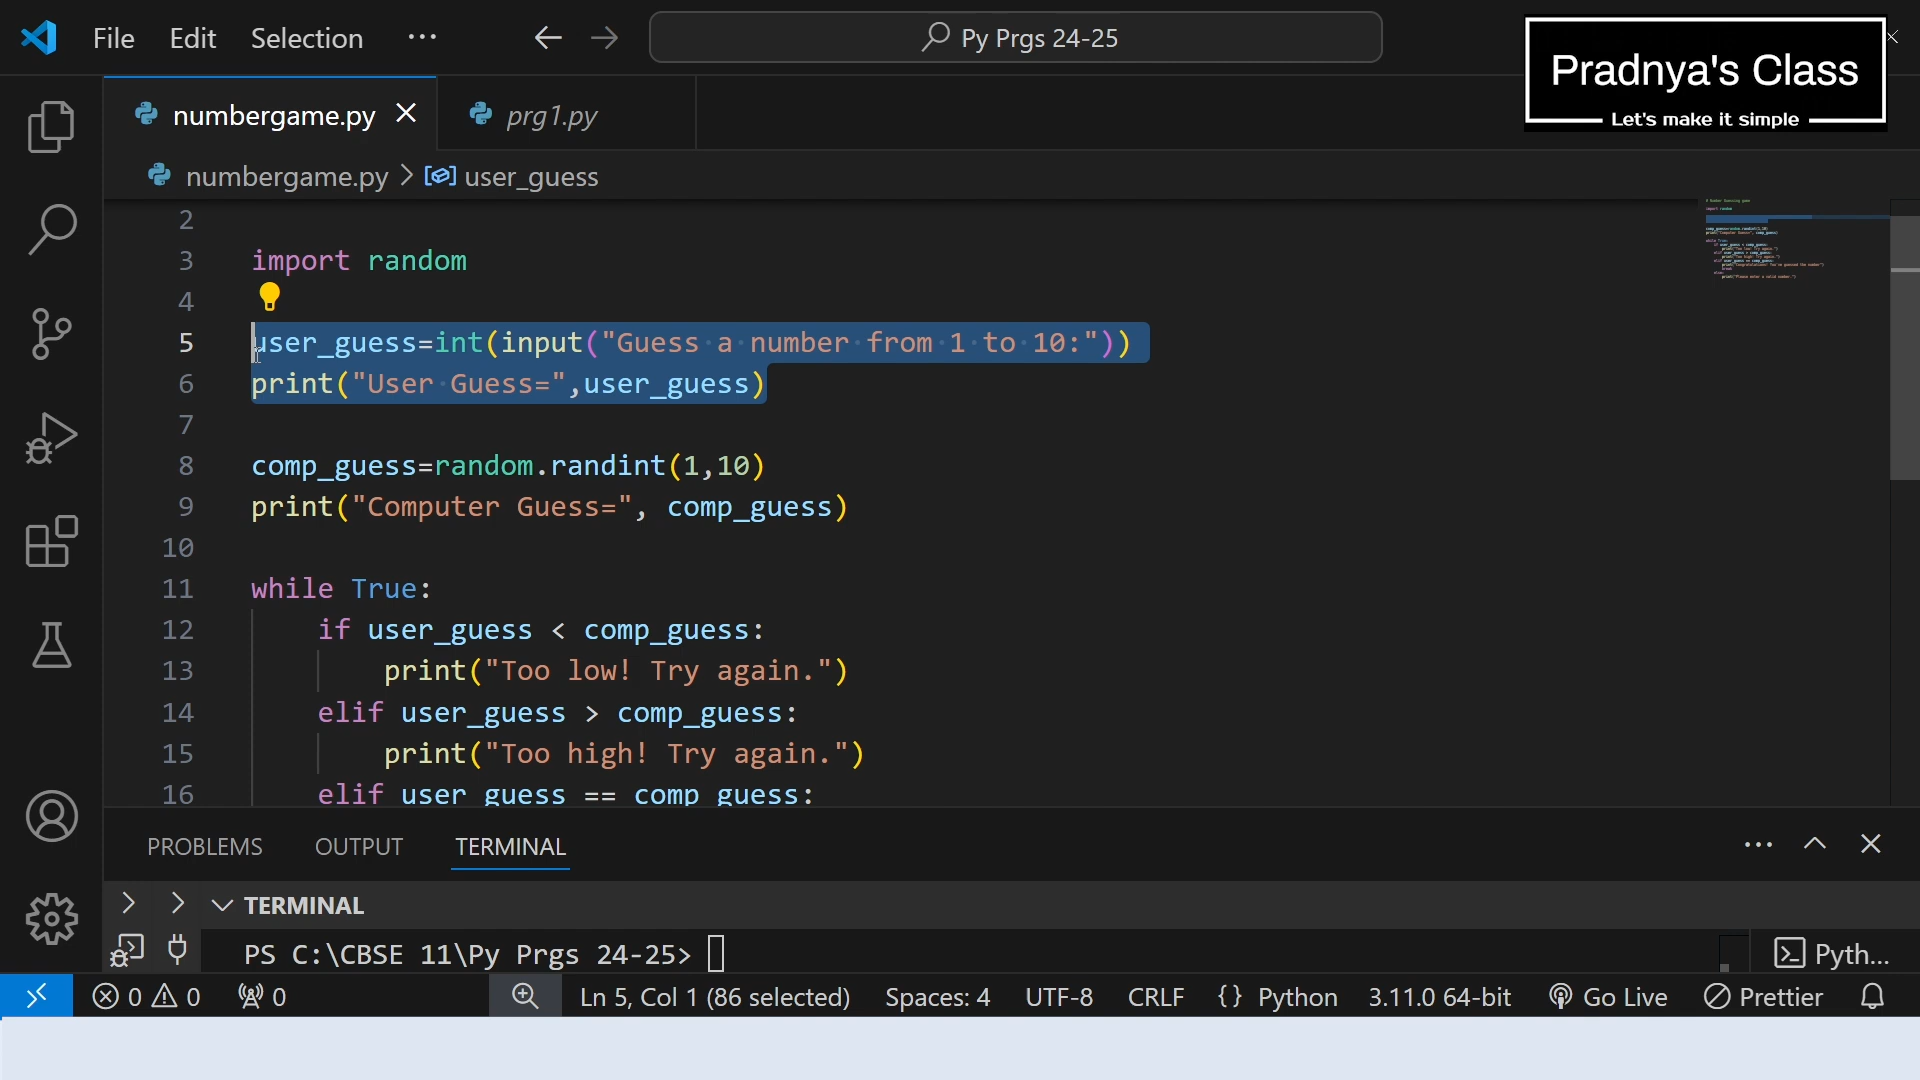 File Edit Selection ··· Py Prgs 24-25
Pradnya's Class
Let's make it simple
numbergame.py prg1.py
numbergame.py > user_guess
2
3 import random
4
5 user_guess=int(input("Guess a number from 1 to 10:"))
6 print("User Guess=",user_guess)
7
8 comp_guess=random.randint(1,10)
9 print("Computer Guess=", comp_guess)
10
11 while True:
12 if user_guess < comp_guess:
13 print("Too low! Try again.")
14 elif user_guess > comp_guess:
15 print("Too high! Try again.")
16 elif user_guess == comp_guess:
PROBLEMS OUTPUT TERMINAL ···
TERMINAL
PS C:\CBSE 11\Py Prgs 24-25> Pyth...
0 0 0 Ln 5, Col 1 (86 selected) Spaces: 4 UTF-8 CRLF {} Python 3.11.0 64-bit Go Live Prettier